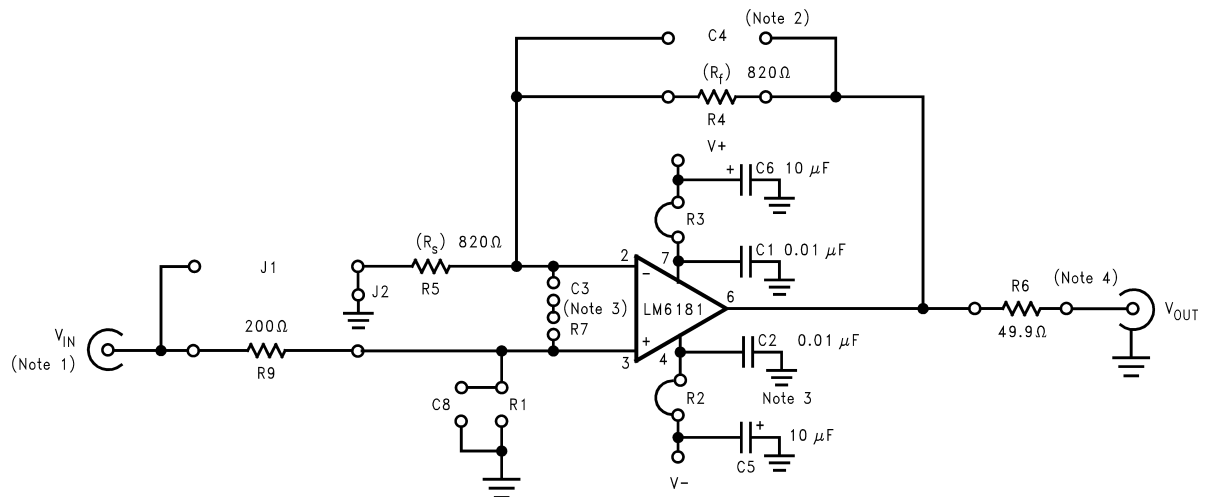 (Note 2)
C4
(Rf) 820Ω
R4
V+
+ C6 10 μF
R3
(Rs) 820Ω
R5
J1
J2
2
7
C1 0.01 μF
−
C3
(Note 3)
R7
LM6181
6
R6
(Note 4)
49.9Ω
VOUT
VIN
(Note 1)
200Ω
R9
+
3
4
C2 0.01 μF
Note 3
C8
R1
R2
+
10 μF
C5
V−